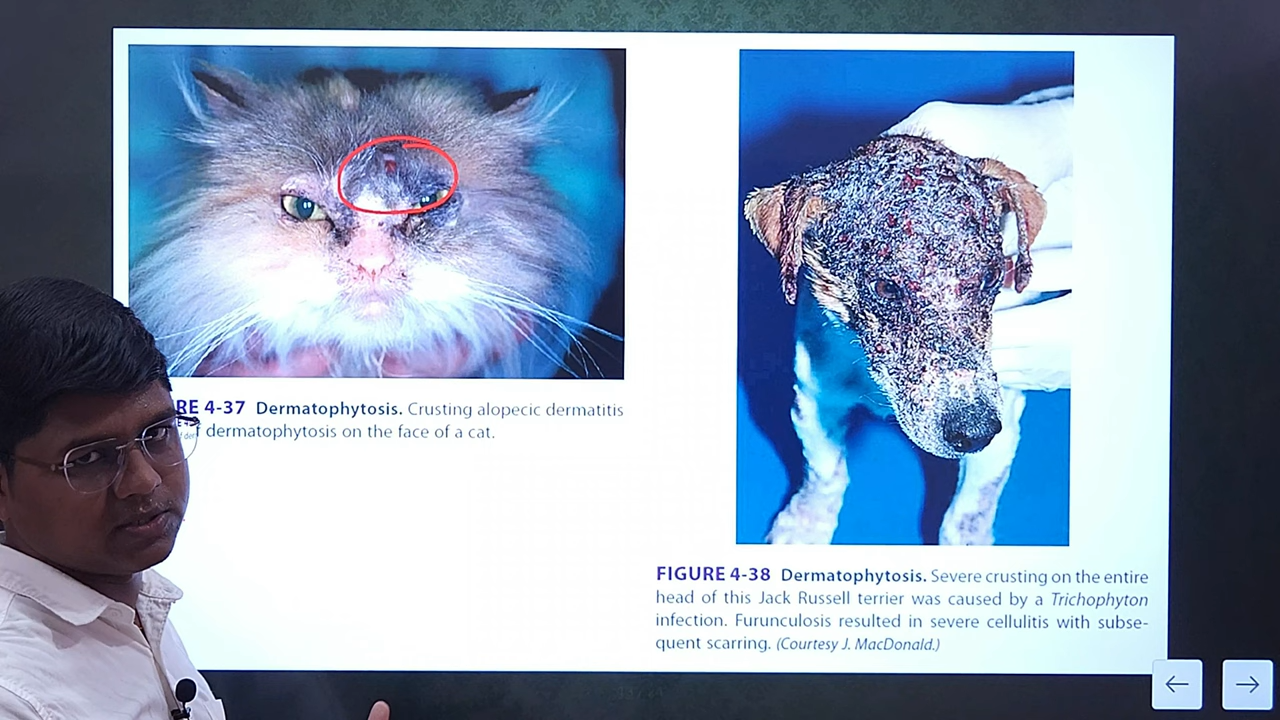 RE 4-37 Dermatophytosis. Crusting alopecic dermatitis
dermatophytosis on the face of a cat.
FIGURE 4-38 Dermatophytosis. Severe crusting on the entire
head of this Jack Russell terrier was caused by a Trichophyton
infection. Furunculosis resulted in severe cellulitis with subse-
quent scarring. (Courtesy J. MacDonald.)